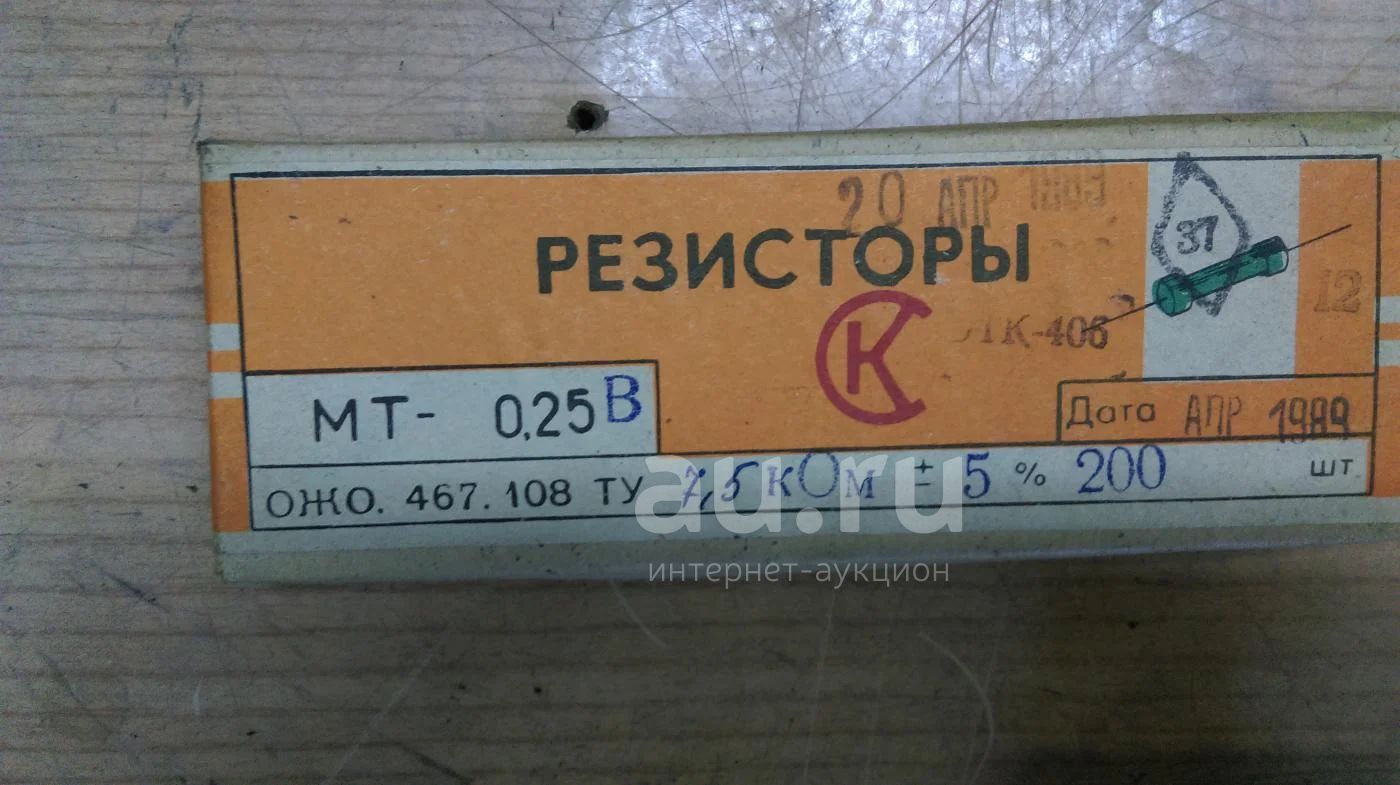 20 АПР 1989
РЕЗИСТОРЫ
37
К
ОТК-406
12
МТ- 0,25 В
Дата АПР 1989
ОЖО. 467. 108 ТУ 7,5 кОм ± 5 % 200 шт
au.ru
интернет-аукцион